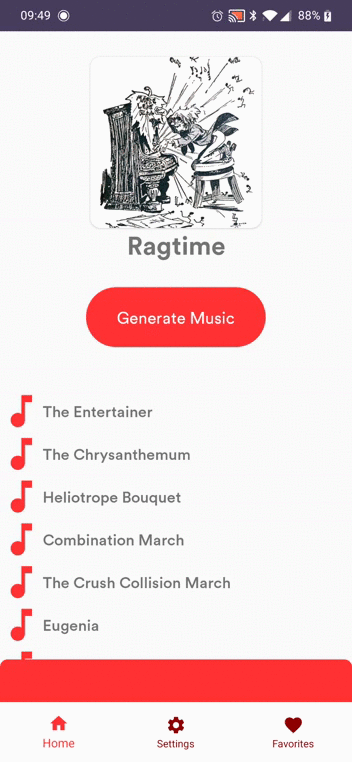 09:49 88%
Ragtime
Generate Music
The Entertainer
The Chrysanthemum
Heliotrope Bouquet
Combination March
The Crush Collision March
Eugenia
Home Settings Favorites